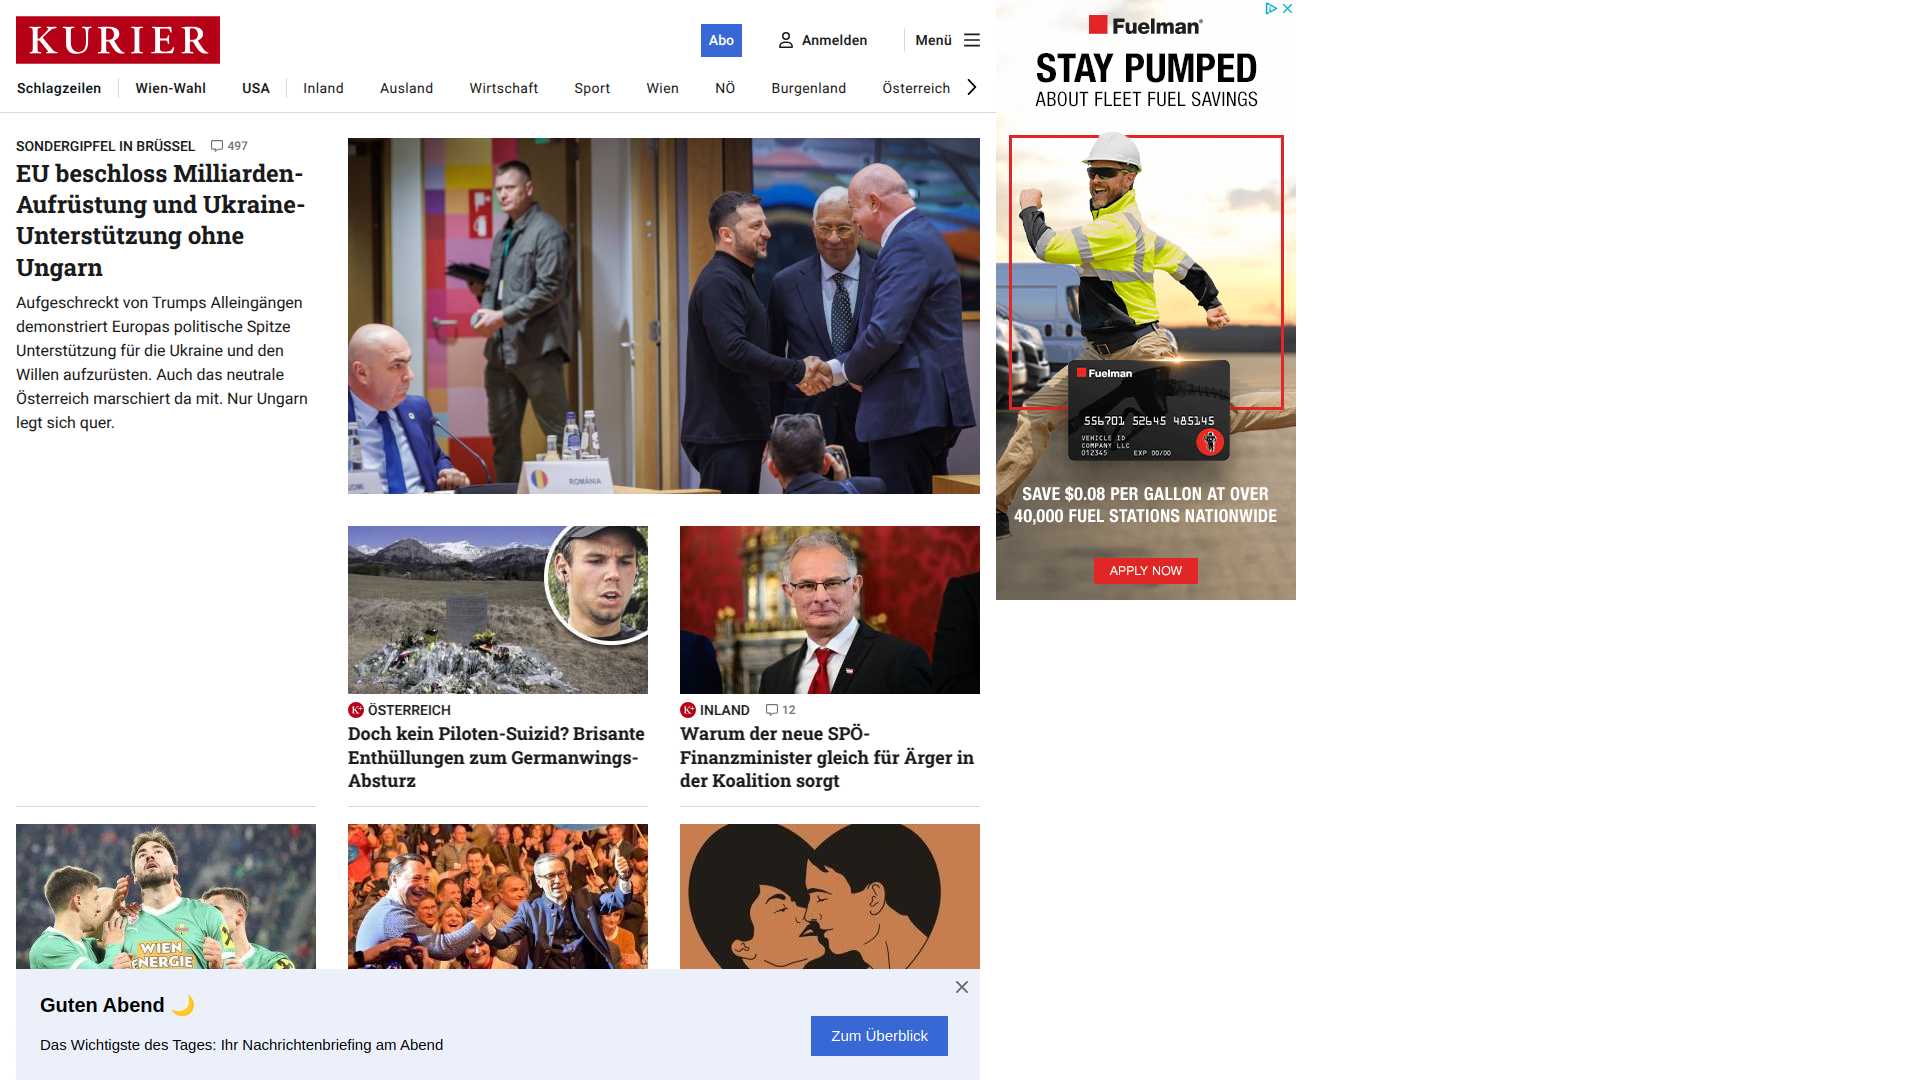 KURIER
Abo
Anmelden
Menü
Schlagzeilen
Wien-Wahl
USA
Inland
Ausland
Wirtschaft
Sport
Wien
NÖ
Burgenland
Österreich
SONDERGIPFEL IN BRÜSSEL 497
EU beschloss Milliarden-
Aufrüstung und Ukraine-
Unterstützung ohne
Ungarn
Aufgeschreckt von Trumps Alleingängen
demonstriert Europas politische Spitze
Unterstützung für die Ukraine und den
Willen aufzurüsten. Auch das neutrale
Österreich marschiert da mit. Nur Ungarn
legt sich quer.
ROMÂNIA
K+ ÖSTERREICH
Doch kein Piloten-Suizid? Brisante
Enthüllungen zum Germanwings-
Absturz
K+ INLAND 12
Warum der neue SPÖ-
Finanzminister gleich für Ärger in
der Koalition sorgt
WIEN
ENERGIE
Guten Abend 🌙
Das Wichtigste des Tages: Ihr Nachrichtenbriefing am Abend
Zum Überblick
Fuelman
STAY PUMPED
ABOUT FLEET FUEL SAVINGS
Fuelman
556701 52645 485145
VEHICLE ID
COMPANY LLC
012345 EXP 00/00
SAVE $0.08 PER GALLON AT OVER
40,000 FUEL STATIONS NATIONWIDE
APPLY NOW